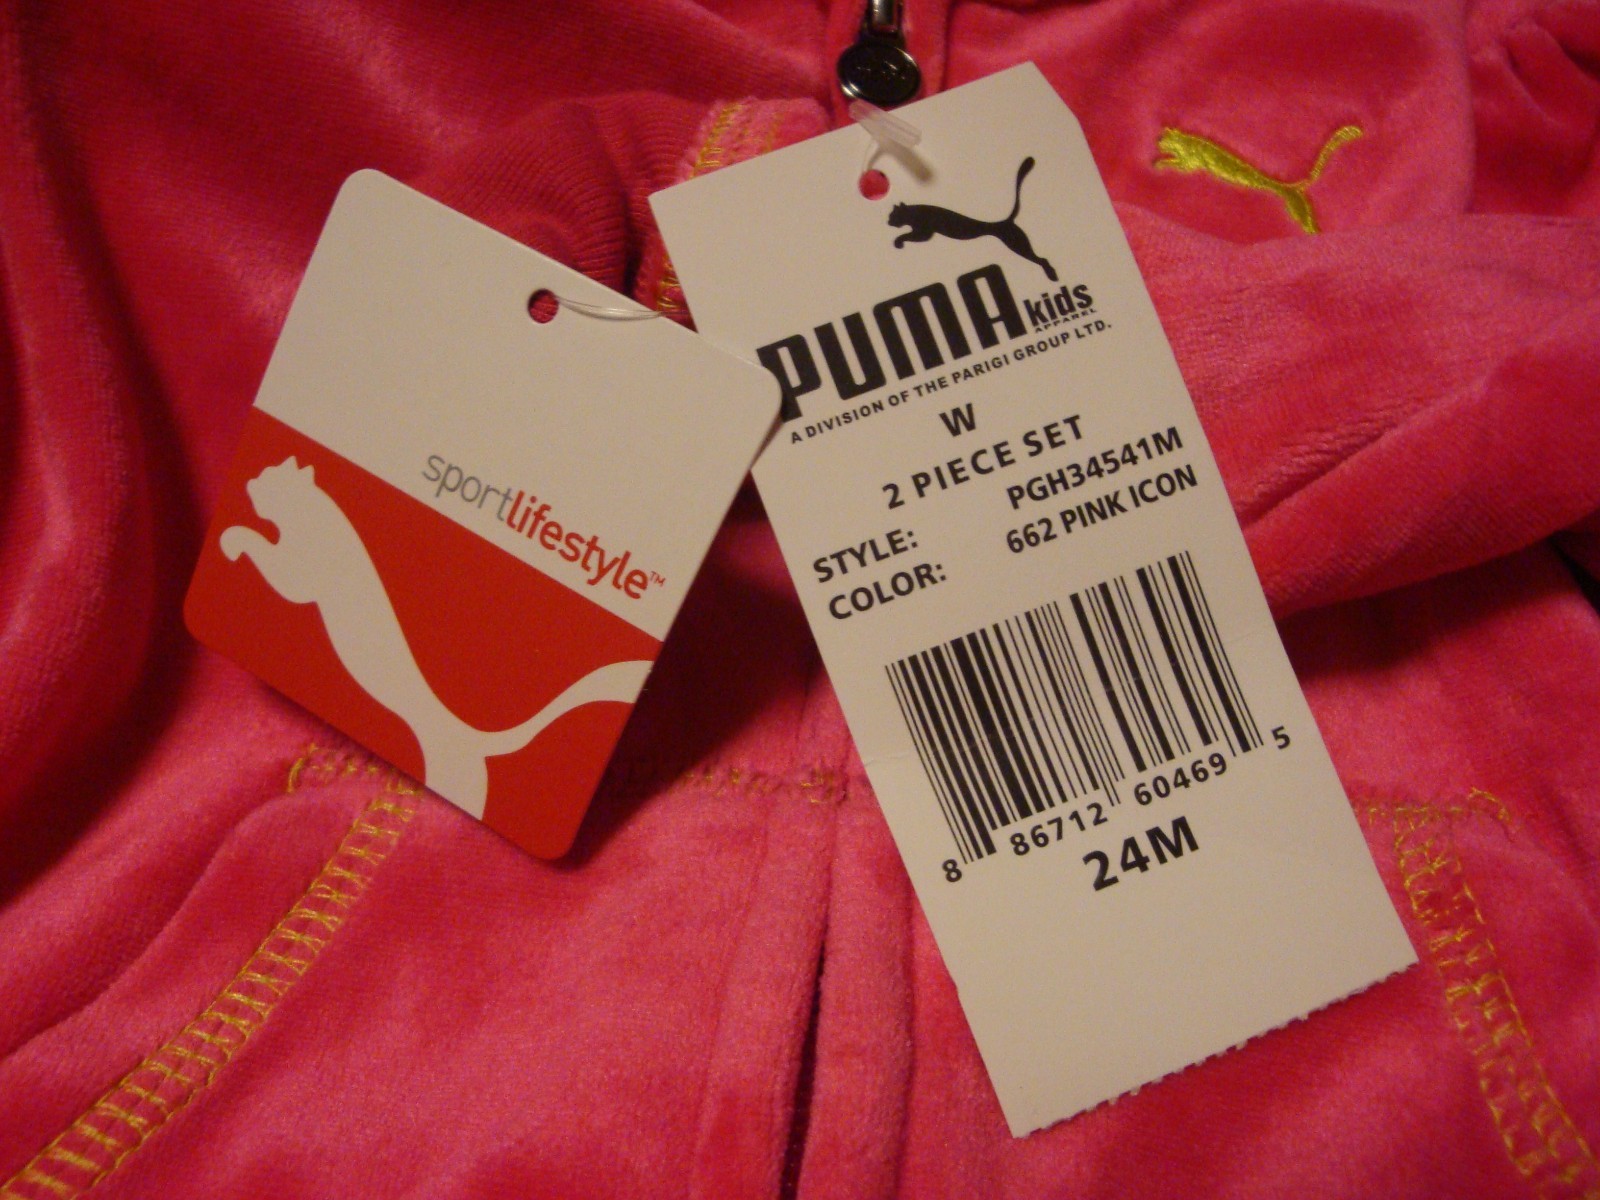 sportlifestyle™
PUMA kids
APPAREL
A DIVISION OF THE PARIGI GROUP LTD.
W
2 PIECE SET
STYLE: PGH34541M
COLOR: 662 PINK ICON
8 86712 60469 5
24M